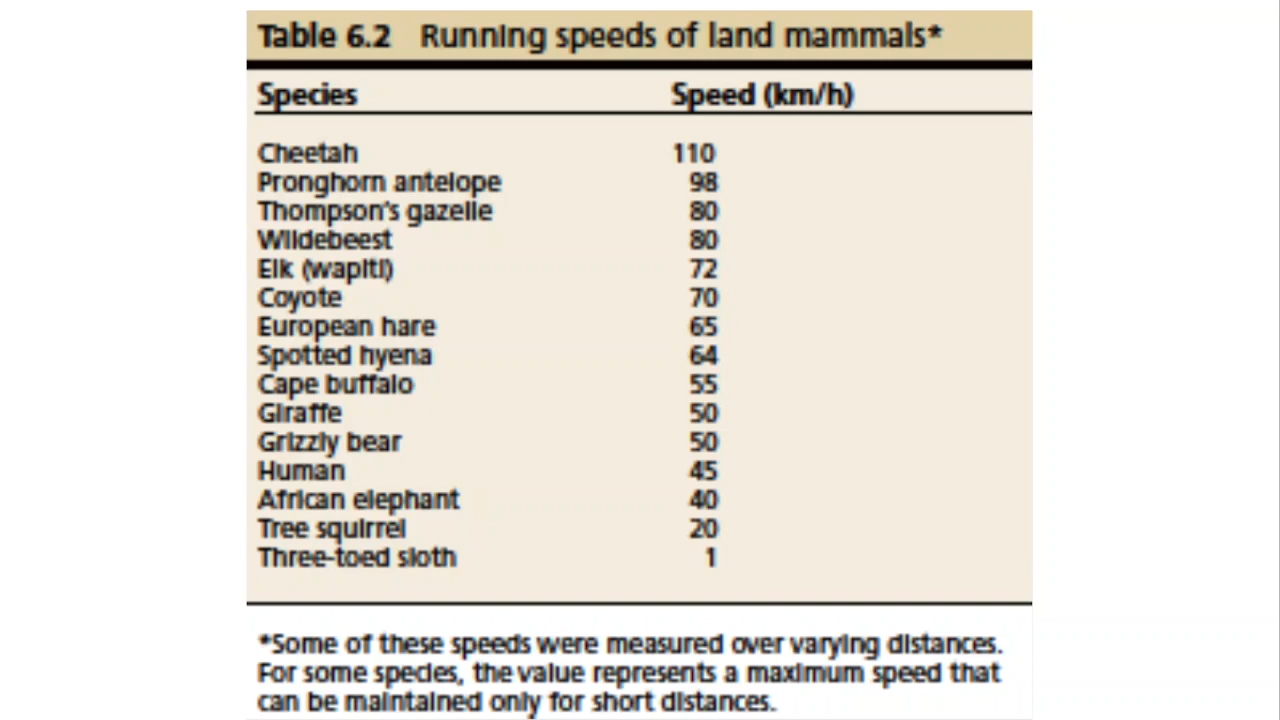 Table 6.2 Running speeds of land mammals*
Species Speed (km/h)
Cheetah 110
Pronghorn antelope 98
Thompson's gazelle 80
Wildebeest 80
Elk (wapiti) 72
Coyote 70
European hare 65
Spotted hyena 64
Cape buffalo 55
Giraffe 50
Grizzly bear 50
Human 45
African elephant 40
Tree squirrel 20
Three-toed sloth 1
*Some of these speeds were measured over varying distances.
For some species, the value represents a maximum speed that
can be maintained only for short distances.